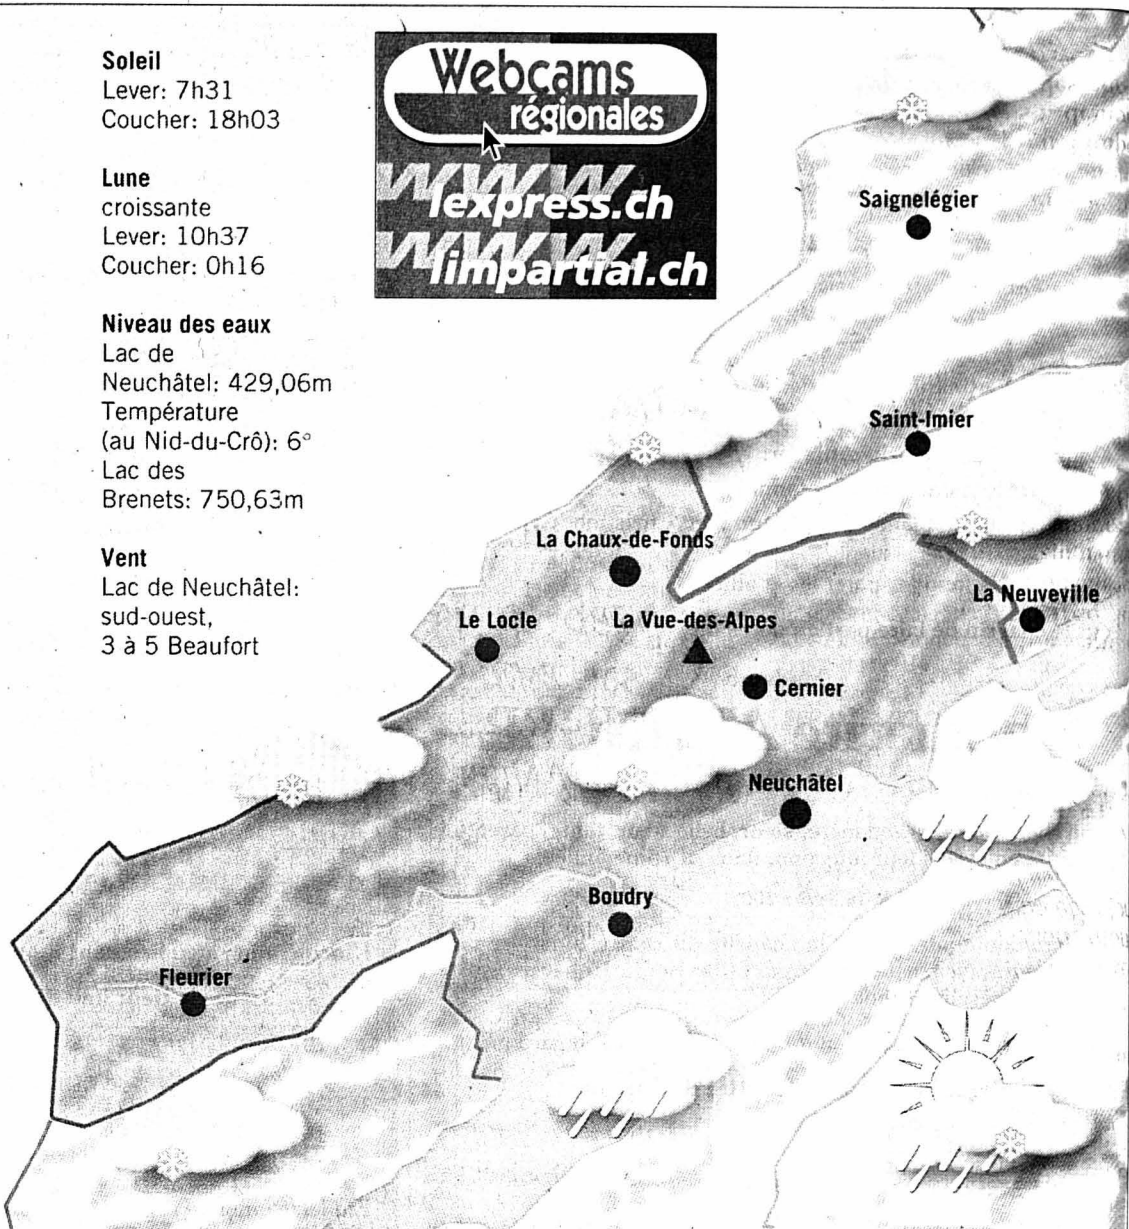 Soleil
Lever: 7h31
Coucher: 18h03
Lune
croissante
Lever: 10h37
Coucher: 0h16
Niveau des eaux
Lac de
Neuchâtel: 429,06m
Température
(au Nid-du-Crô): 6°
Lac des
Brenets: 750,63m
Vent
Lac de Neuchâtel:
sud-ouest,
3 à 5 Beaufort
Webcams
régionales
www.
lexpress.ch
www.
limpartial.ch
Saignelégier
Saint-Imier
La Chaux-de-Fonds
La Neuveville
Le Locle
La Vue-des-Alpes
Cernier
Neuchâtel
Boudry
Fleurier